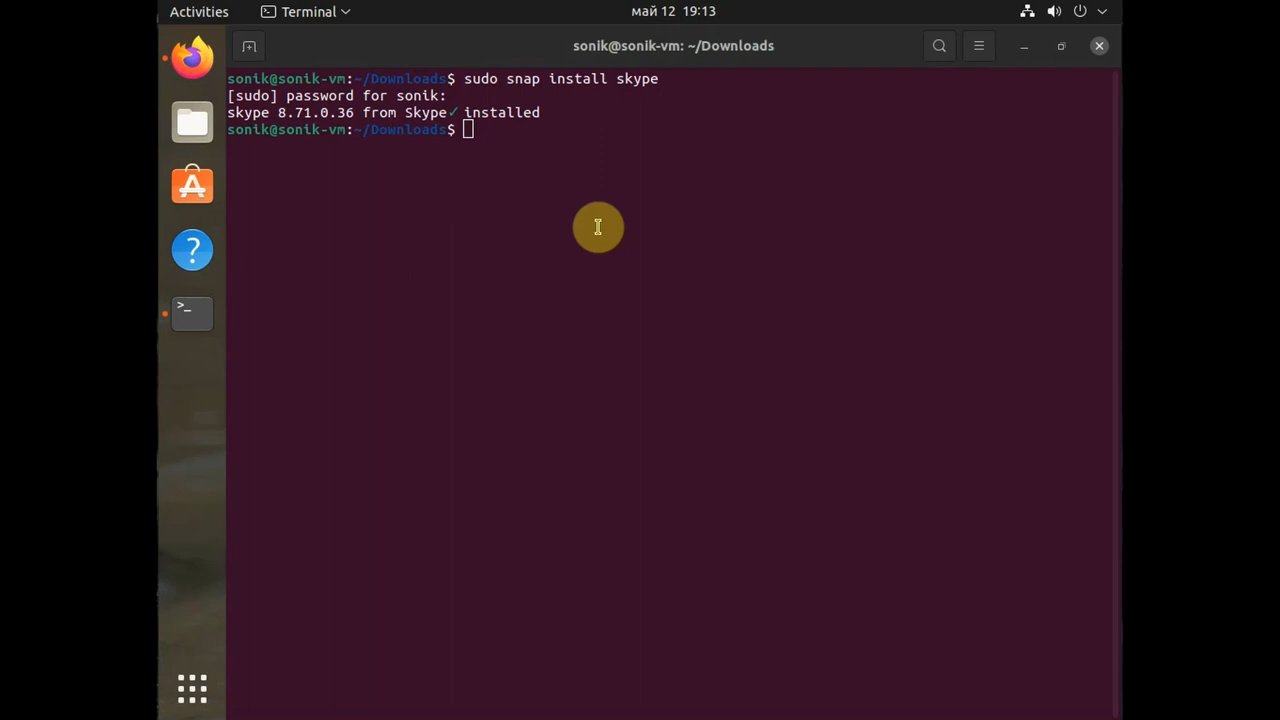 Activities Terminal май 12 19:13
sonik@sonik-vm: ~/Downloads
sonik@sonik-vm:~/Downloads$ sudo snap install skype
[sudo] password for sonik:
skype 8.71.0.36 from Skype✓ installed
sonik@sonik-vm:~/Downloads$